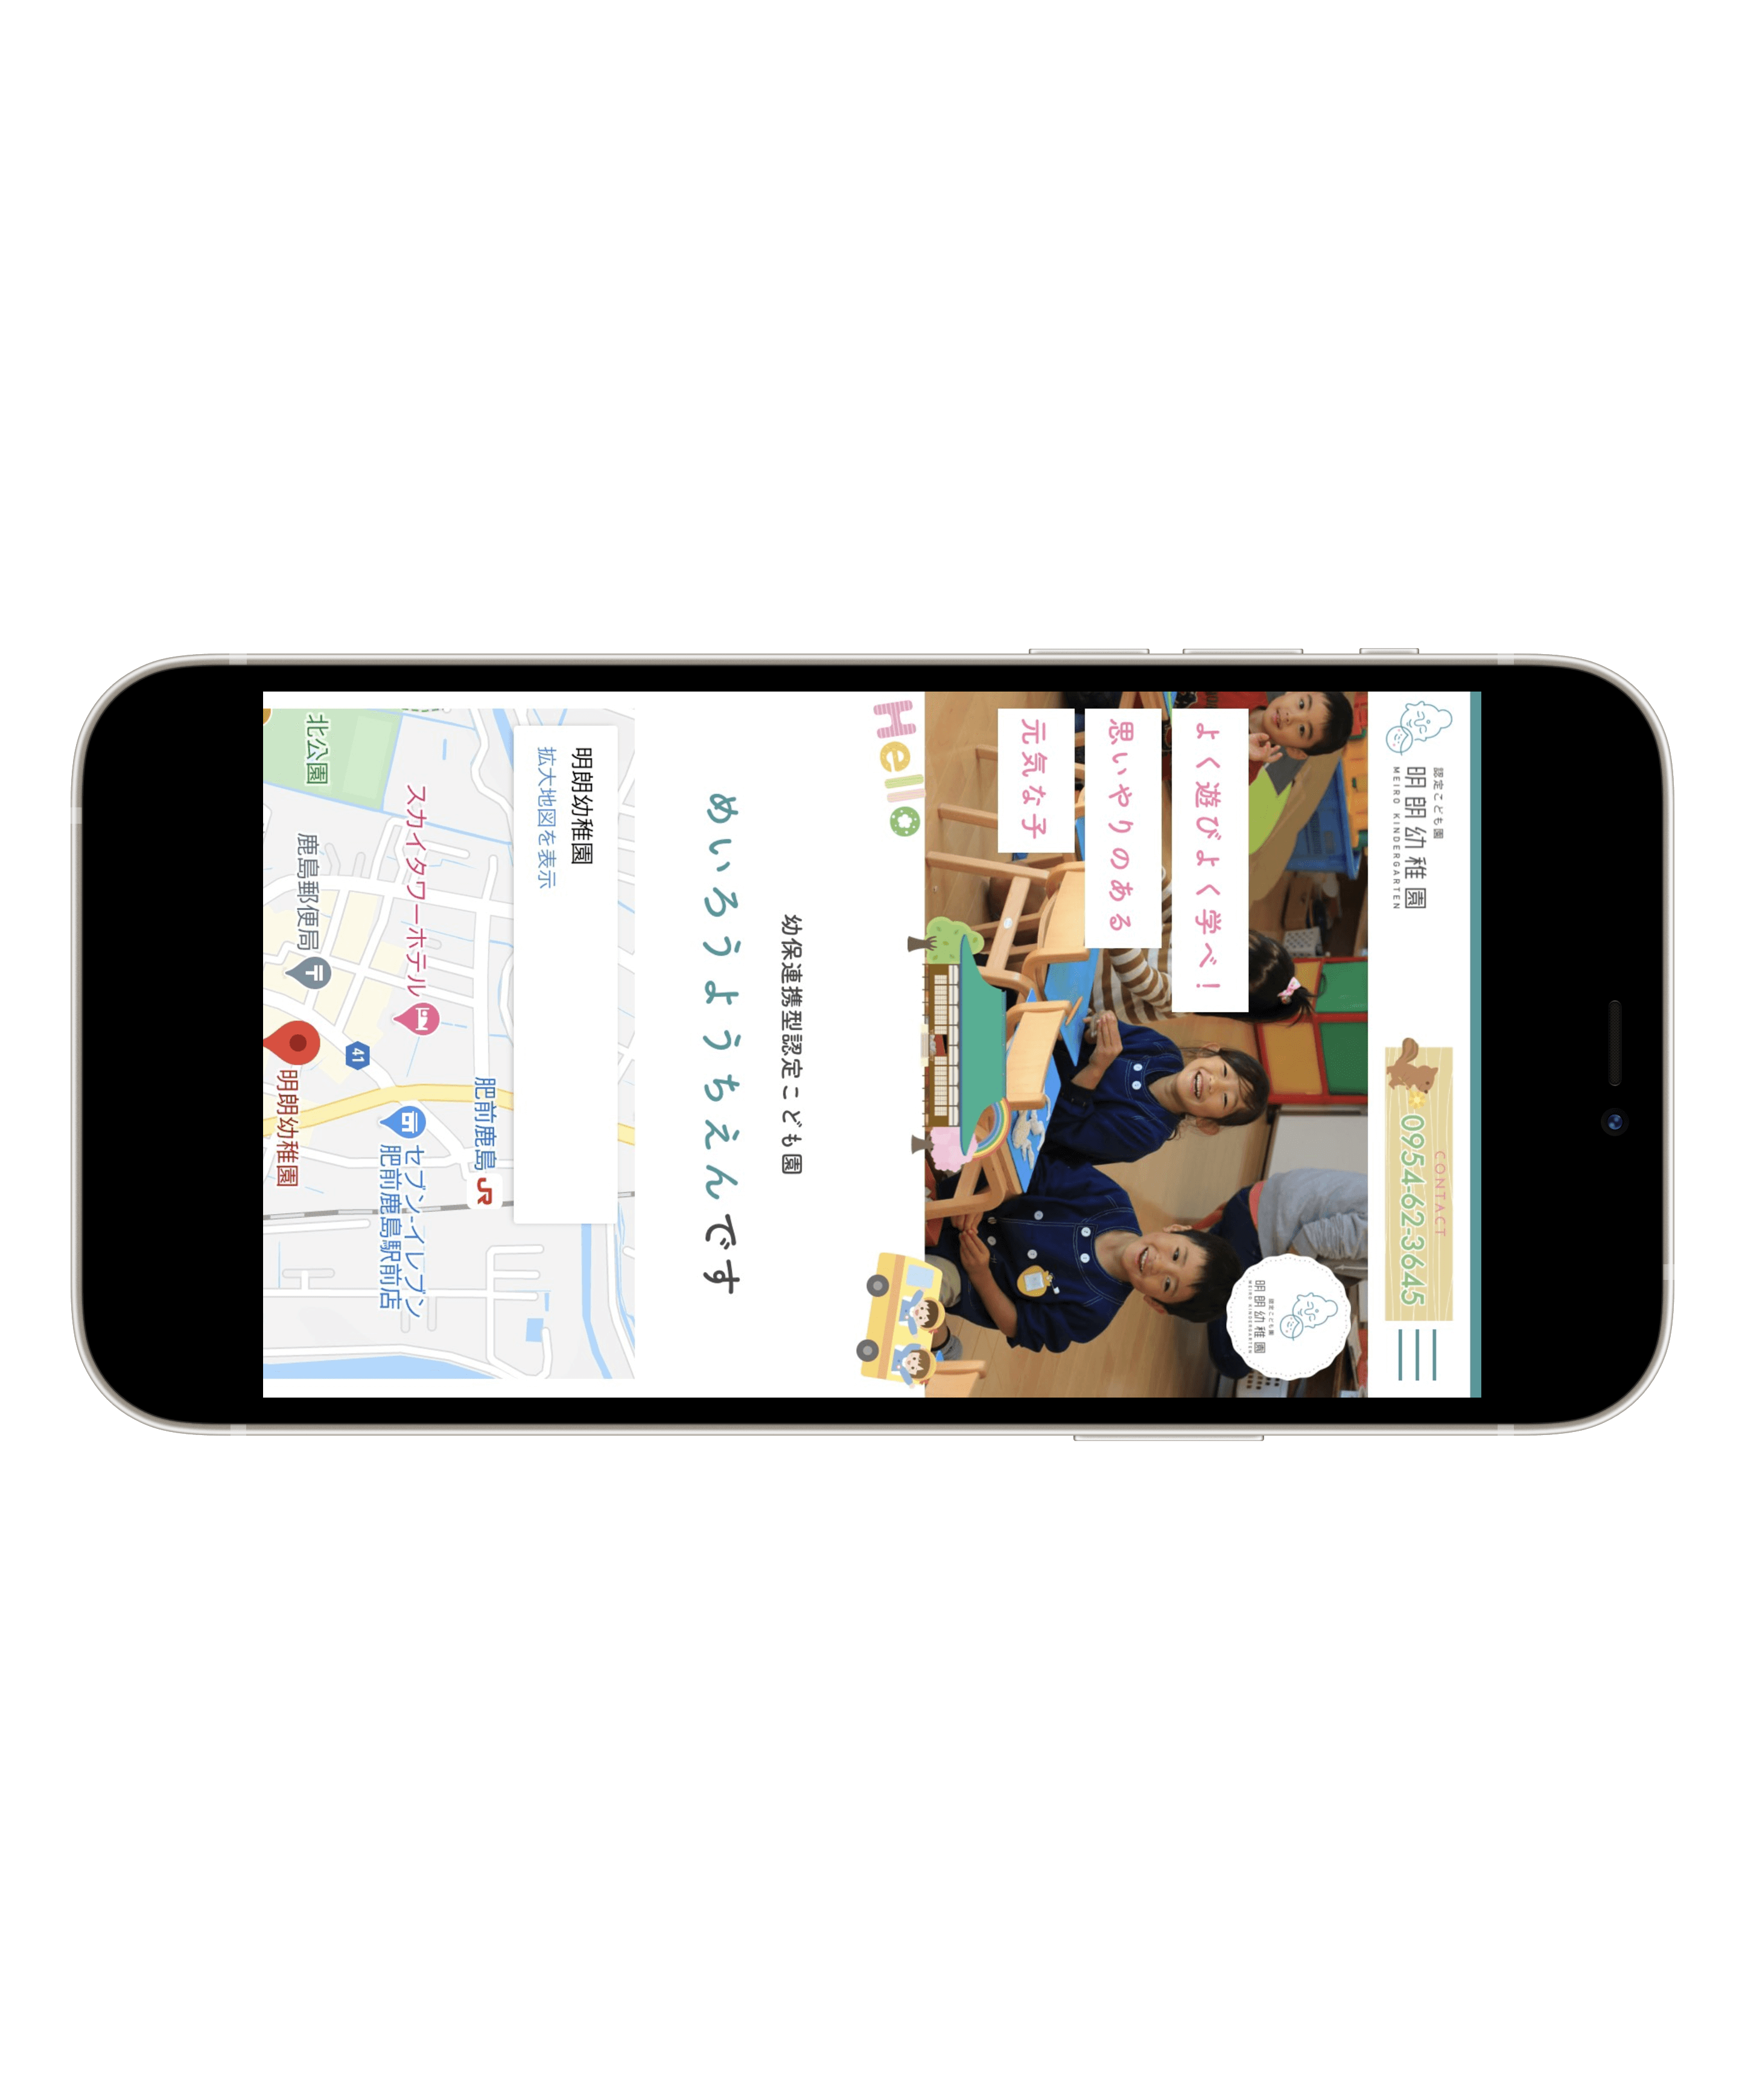 認定こども園
明朗幼稚園
MEIRO KINDERGARTEN
CONTACT
0954-62-3645
認定こども園
明朗幼稚園
MEIRO KINDERGARTEN
よく遊びよく学べ!
思いやりのある
元気な子
Hello
幼保連携型認定こども園
めいろうようちえんです
明朗幼稚園
拡大地図を表示
肥前鹿島
JR
スカイタワーホテル
セブン-イレブン
肥前鹿島駅前店
41
北公園
鹿島郵便局
明朗幼稚園